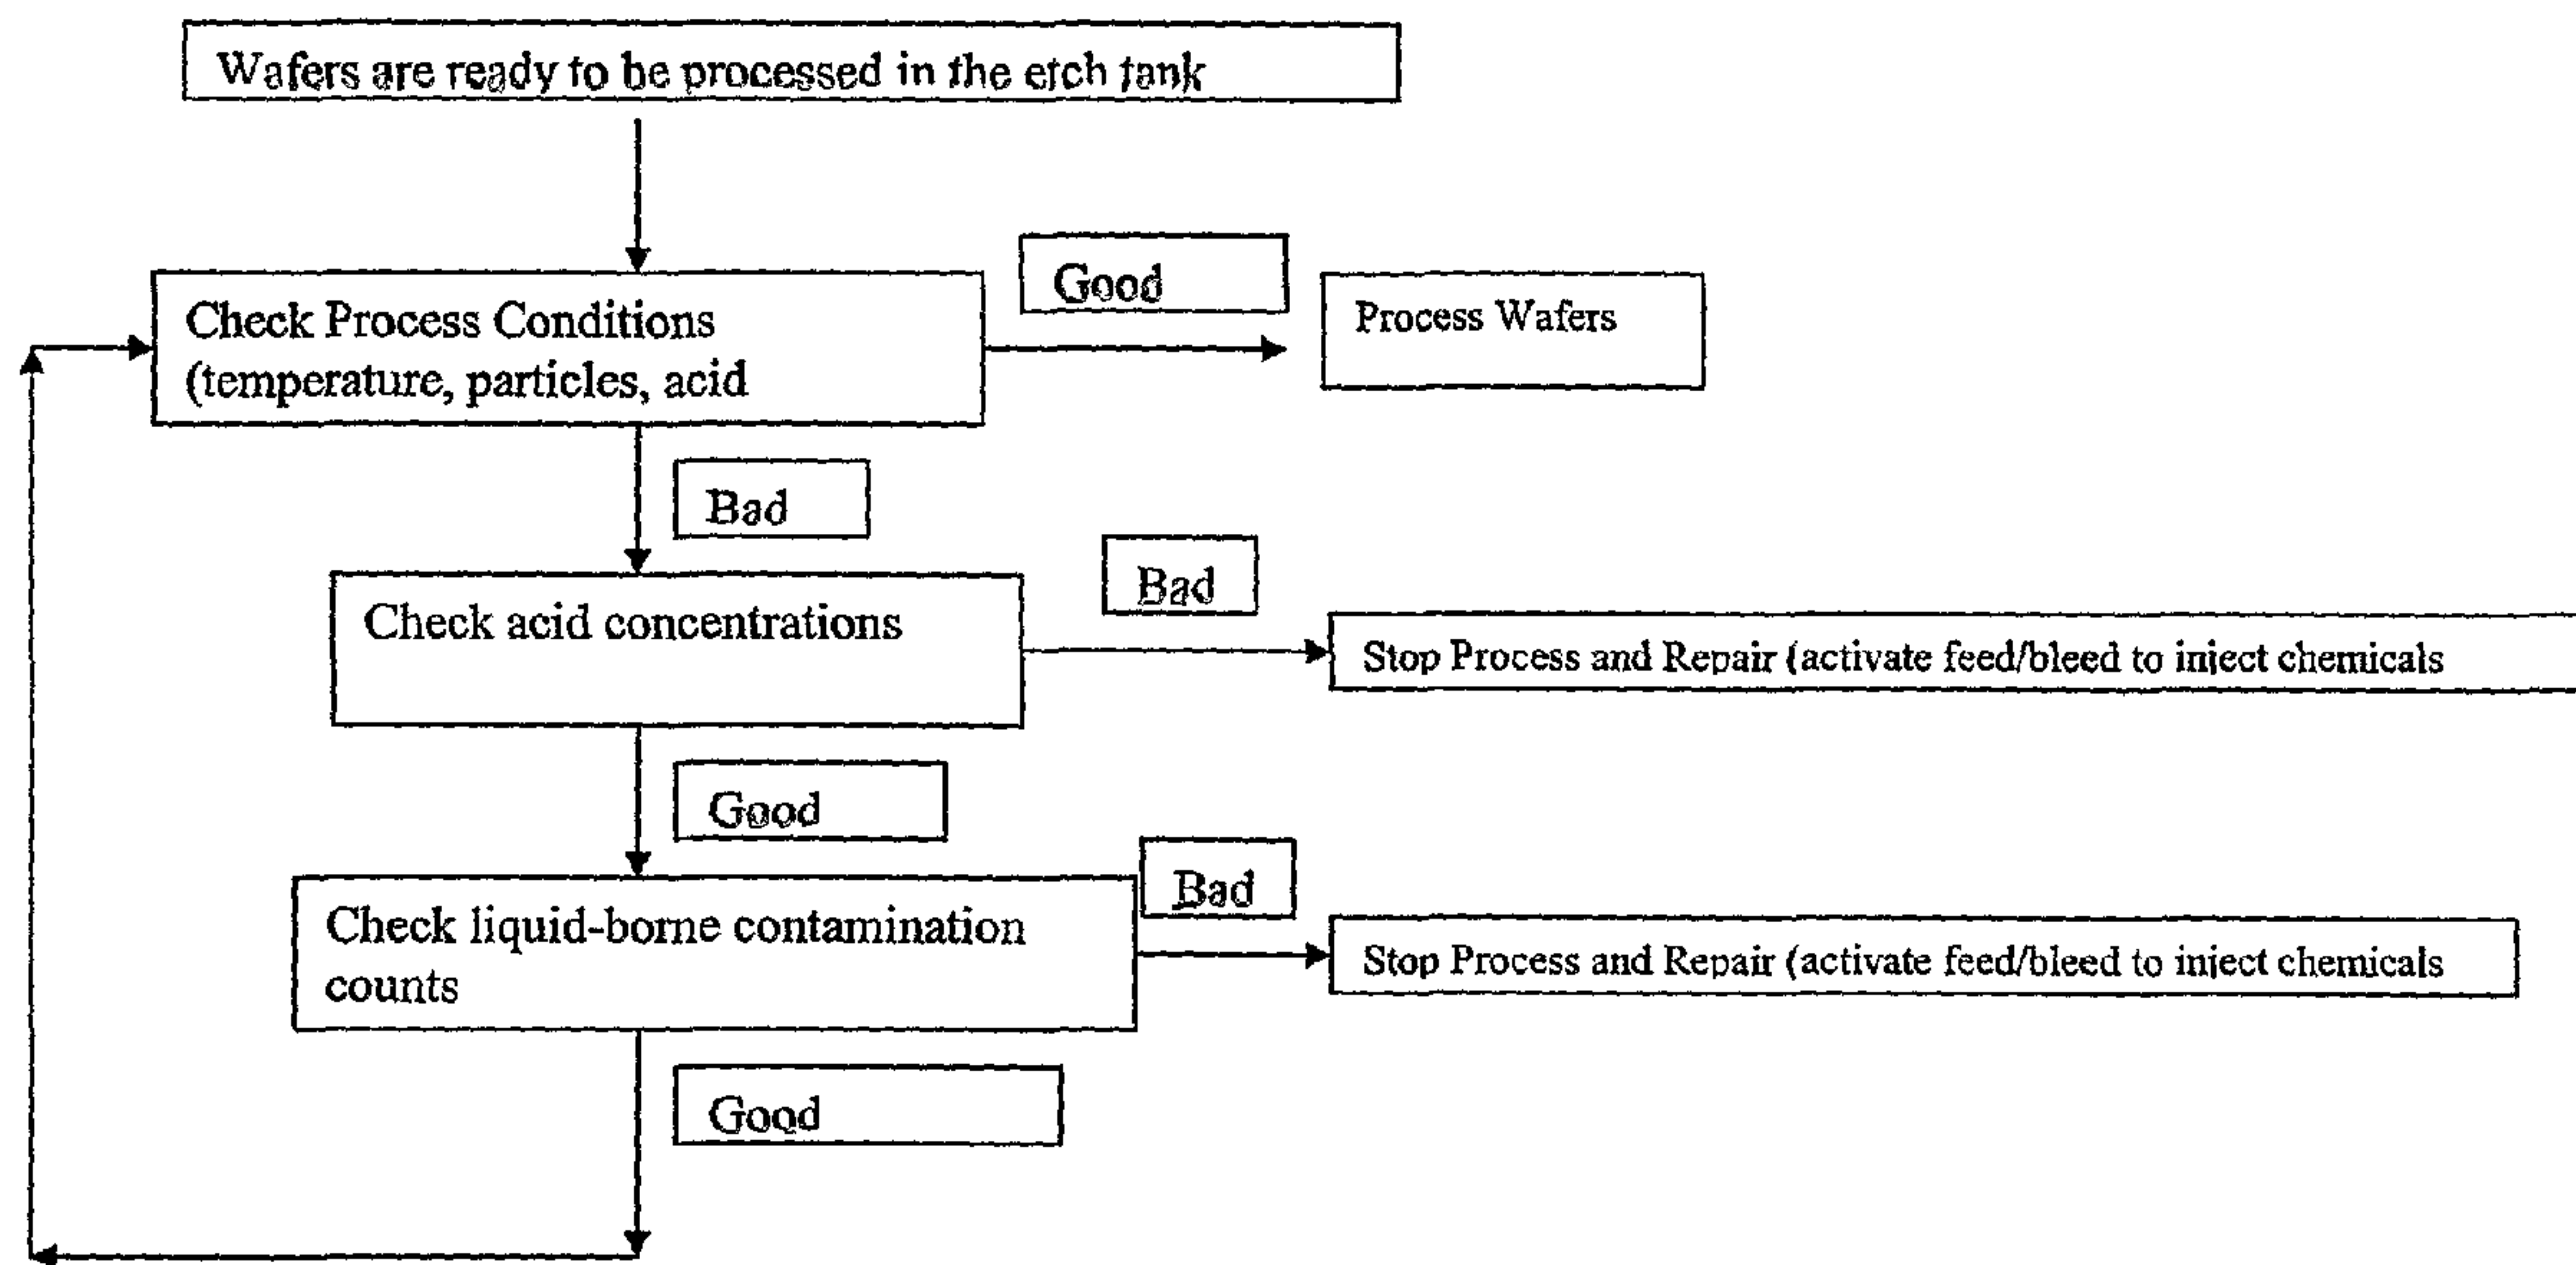 Wafers are ready to be processed in the etch tank
Good
Check Process Conditions
(temperature, particles, acid
Process Wafers
Bad
Check acid concentrations
Bad
Stop Process and Repair (activate feed/bleed to inject chemicals
Good
Check liquid-borne contamination
counts
Bad
Stop Process and Repair (activate feed/bleed to inject chemicals
Good